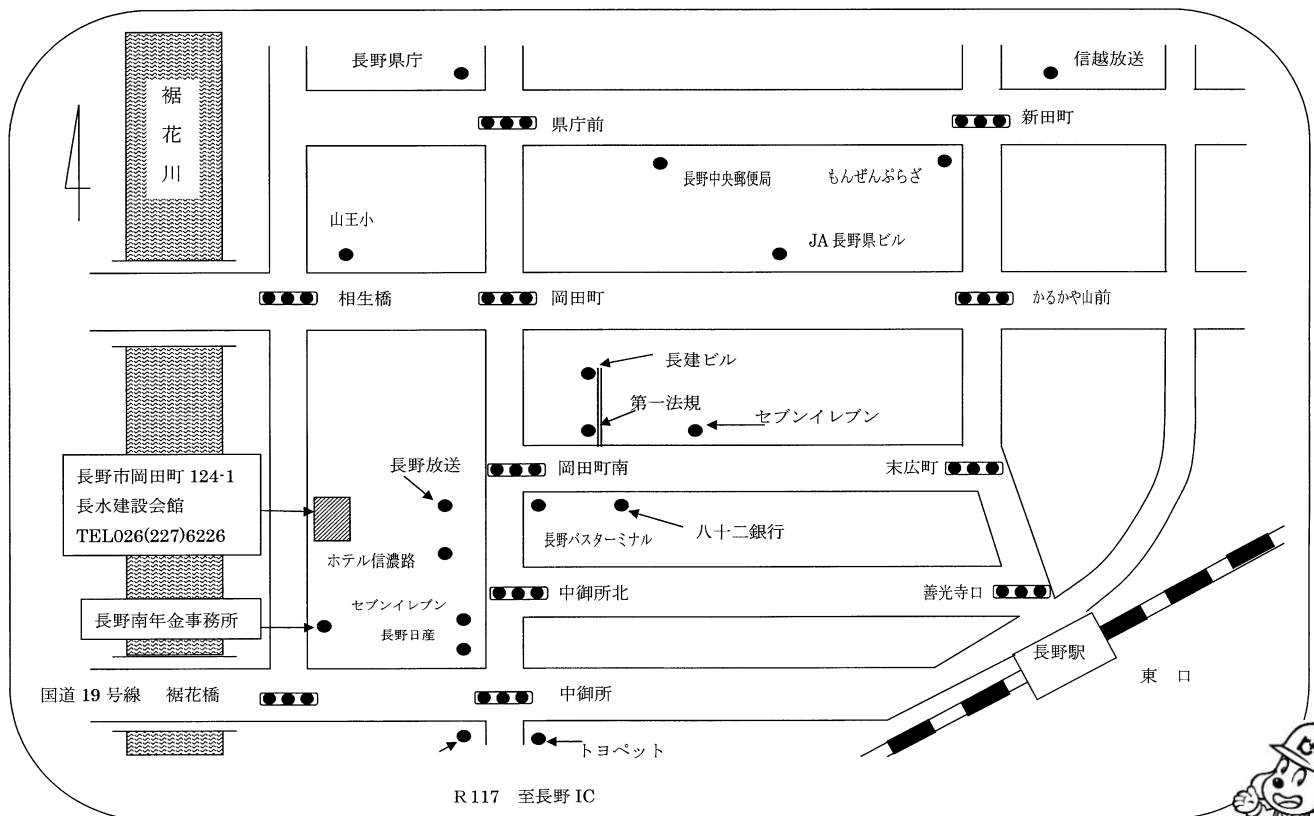 長野県庁
信越放送
裾花川
県庁前
新田町
長野中央郵便局
もんぜんぷらざ
山王小
JA長野県ビル
相生橋
岡田町
かるかや山前
長建ビル
第一法規
セブンイレブン
長野放送
岡田町南
末広町
長野市岡田町 124-1
長水建設会館
TEL026(227)6226
八十二銀行
長野バスターミナル
ホテル信濃路
中御所北
善光寺口
セブンイレブン
長野南年金事務所
長野日産
長野駅
東 口
国道 19 号線 裾花橋
中御所
トヨペット
R117 至長野 IC